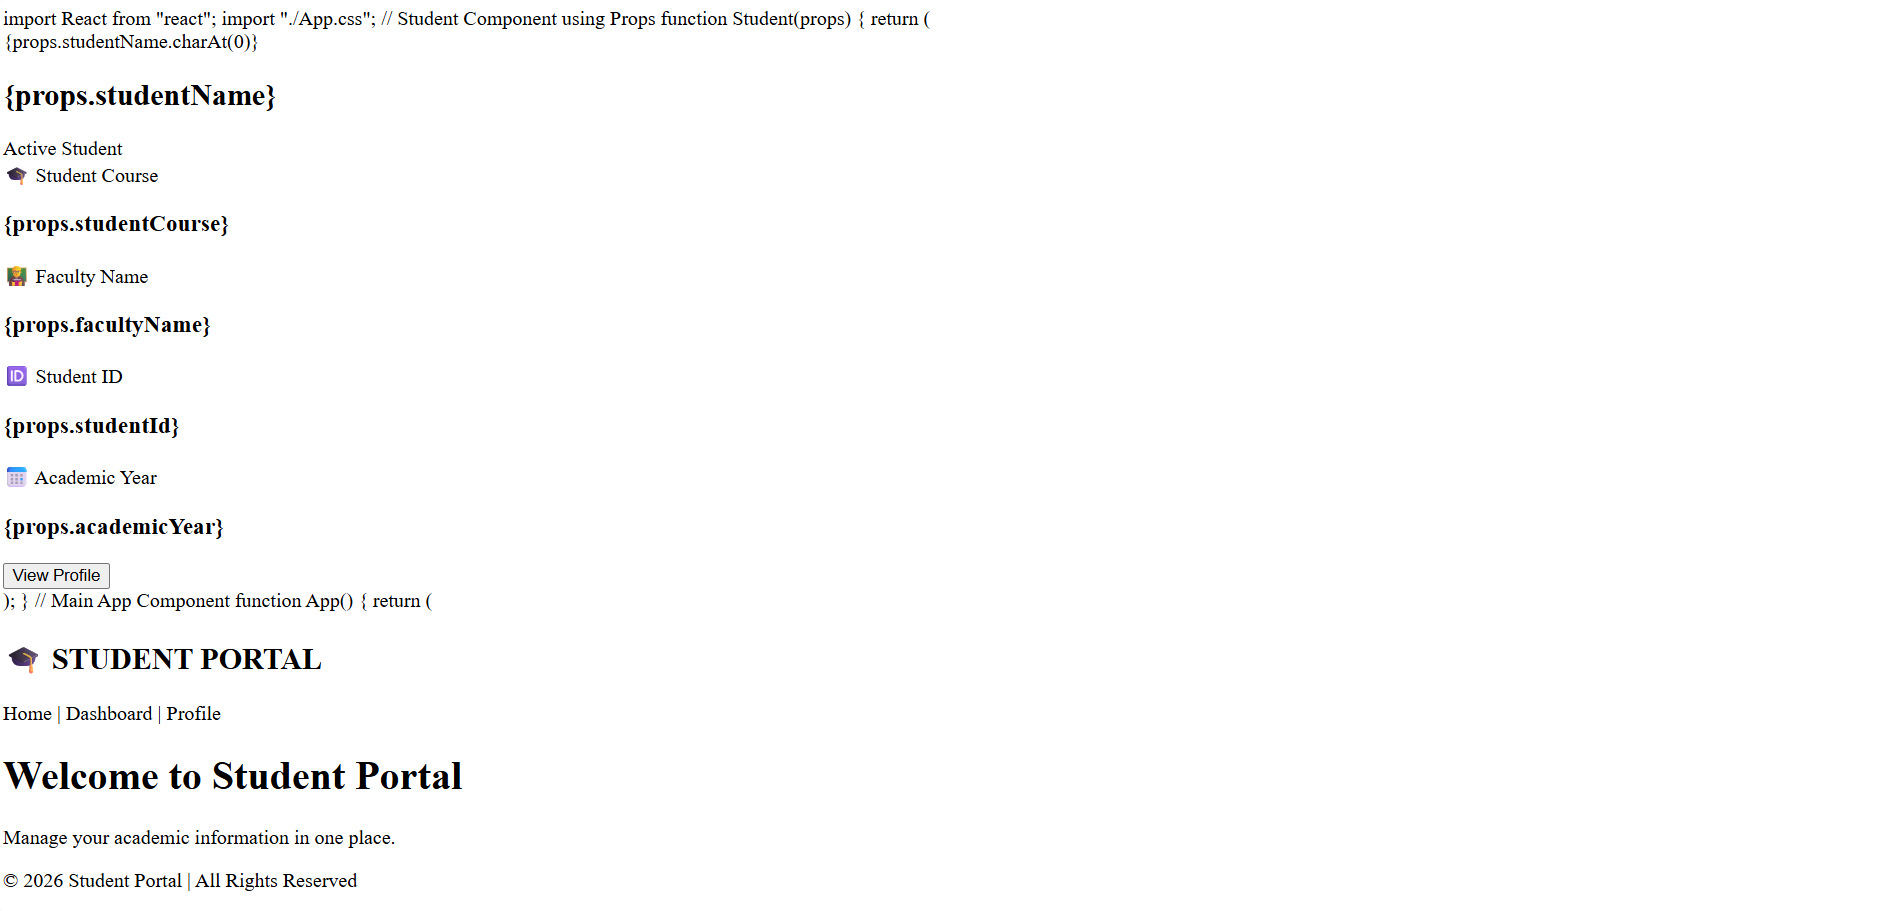 import React from "react"; import "./App.css"; // Student Component using Props function Student(props) { return (
{props.studentName.charAt(0)}
{props.studentName}
Active Student
🎓 Student Course
{props.studentCourse}
👩‍🏫 Faculty Name
{props.facultyName}
🆔 Student ID
{props.studentId}
📅 Academic Year
{props.academicYear}
View Profile
); } // Main App Component function App() { return (
🎓 STUDENT PORTAL
Home | Dashboard | Profile
Welcome to Student Portal
Manage your academic information in one place.
© 2026 Student Portal | All Rights Reserved